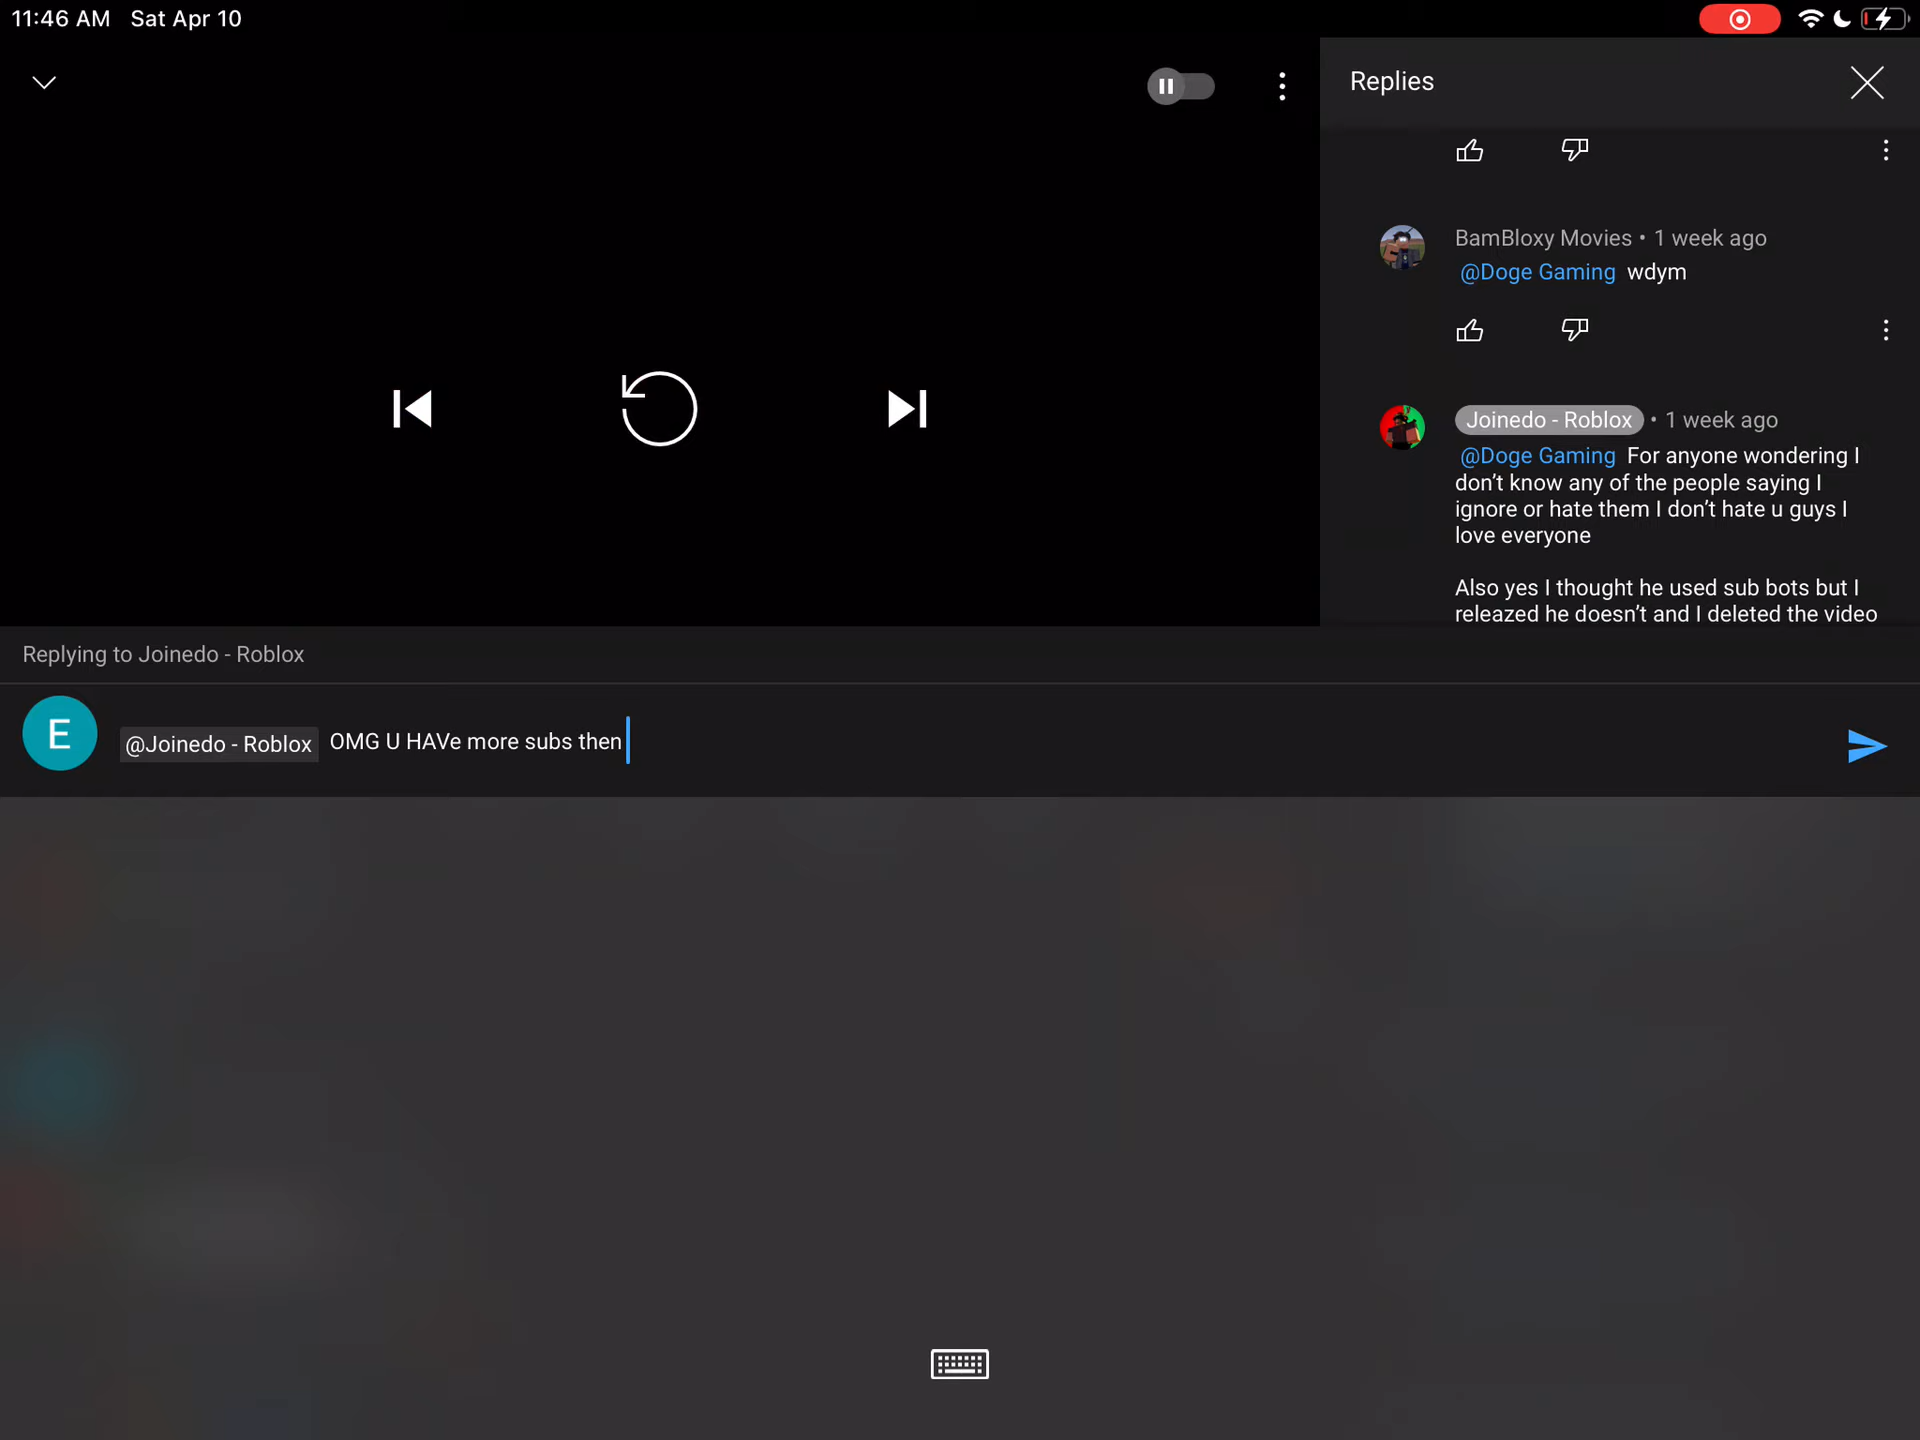 11:46 AM Sat Apr 10
Replies
BamBloxy Movies • 1 week ago
@Doge Gaming wdym
Joinedo - Roblox • 1 week ago
@Doge Gaming For anyone wondering I
don't know any of the people saying I
ignore or hate them I don't hate u guys I
love everyone
Also yes I thought he used sub bots but I
releazed he doesn't and I deleted the video
Replying to Joinedo - Roblox
E
@Joinedo - Roblox OMG U HAVe more subs then